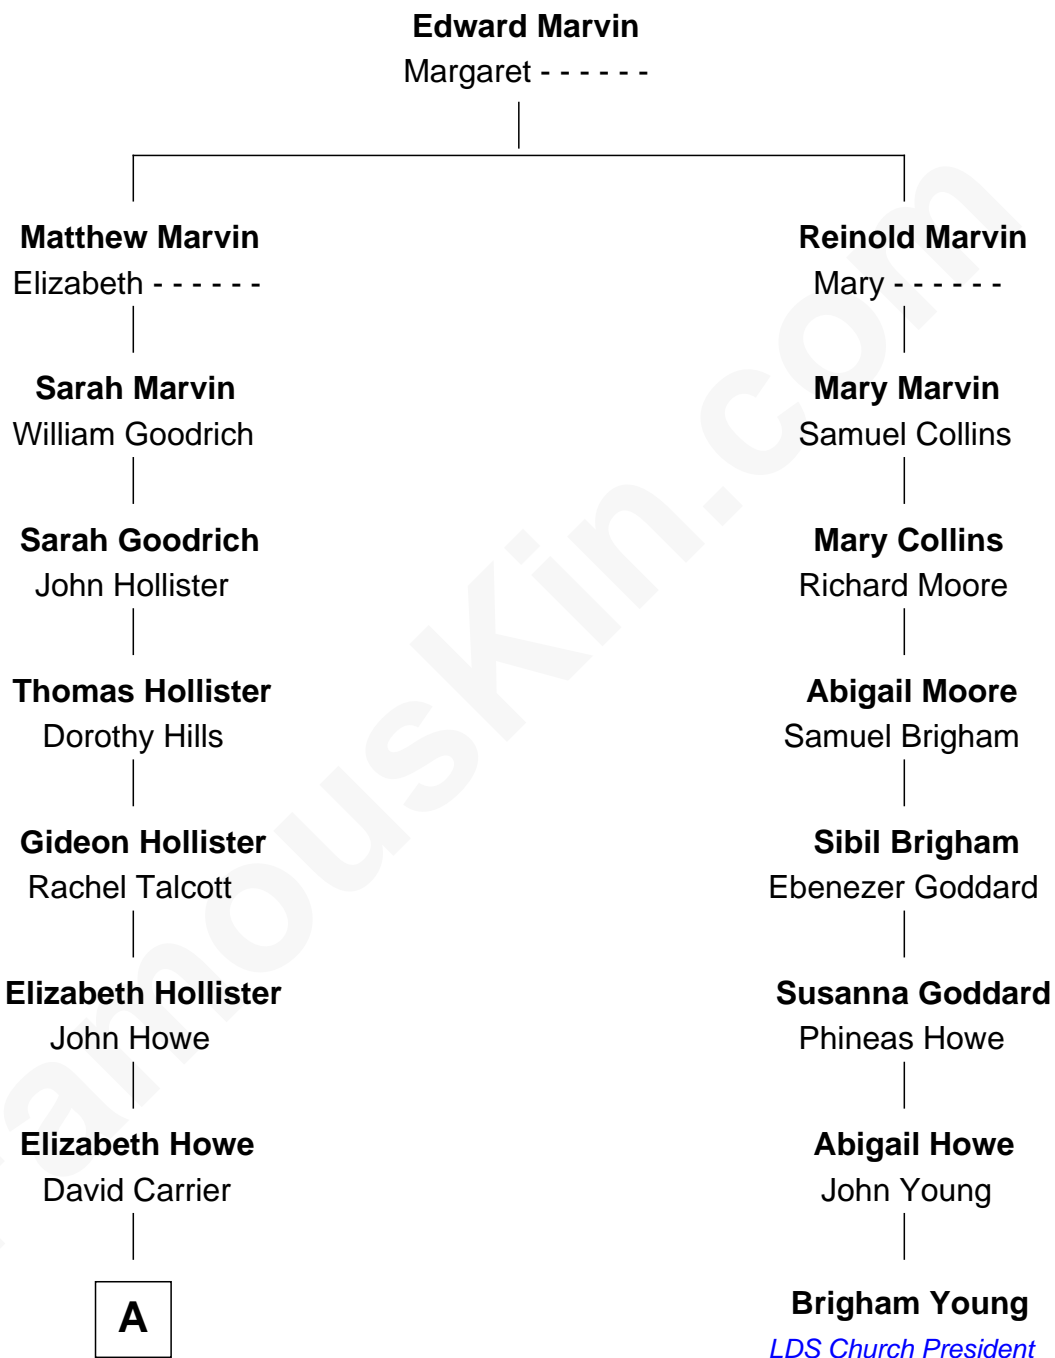 Edward Marvin
Margaret - - - - - -
Matthew Marvin
Elizabeth - - - - - -
Reinold Marvin
Mary - - - - - -
Sarah Marvin
William Goodrich
Mary Marvin
Samuel Collins
Sarah Goodrich
John Hollister
Mary Collins
Richard Moore
Thomas Hollister
Dorothy Hills
Abigail Moore
Samuel Brigham
Gideon Hollister
Rachel Talcott
Sibil Brigham
Ebenezer Goddard
Elizabeth Hollister
John Howe
Susanna Goddard
Phineas Howe
Elizabeth Howe
David Carrier
Abigail Howe
John Young
A
Brigham Young
LDS Church President
FamousKin.com